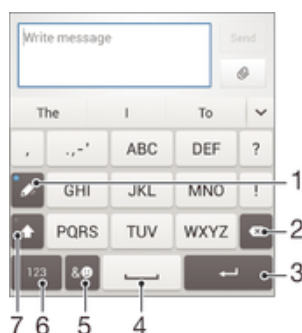 Write message
Send
The I To
, .,-' ABC DEF ?
GHI JKL MNO ! 1
PQRS TUV WXYZ 2
123 & 3
7 6 5 4